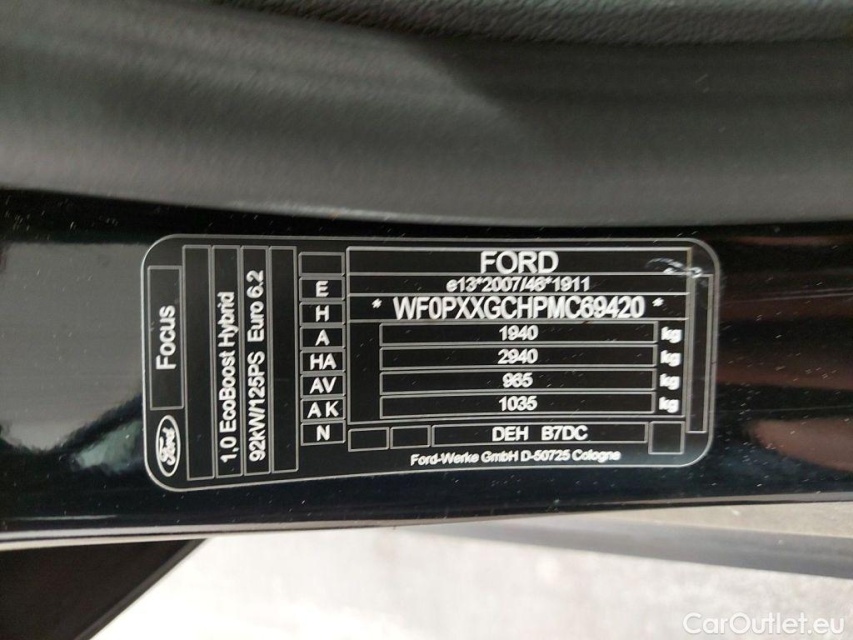 FORD
e13*2007/46*1911
* WF0PXXGCHPMC69420 *
1940 kg
2940 kg
965 kg
1035 kg
DEH B7DC
Ford-Werke GmbH D-50725 Cologne
E
H
A
HA
AV
AK
N
Focus
Ford
1,0 EcoBoost Hybrid
92kW/125PS Euro 6.2
CarOutlet.eu